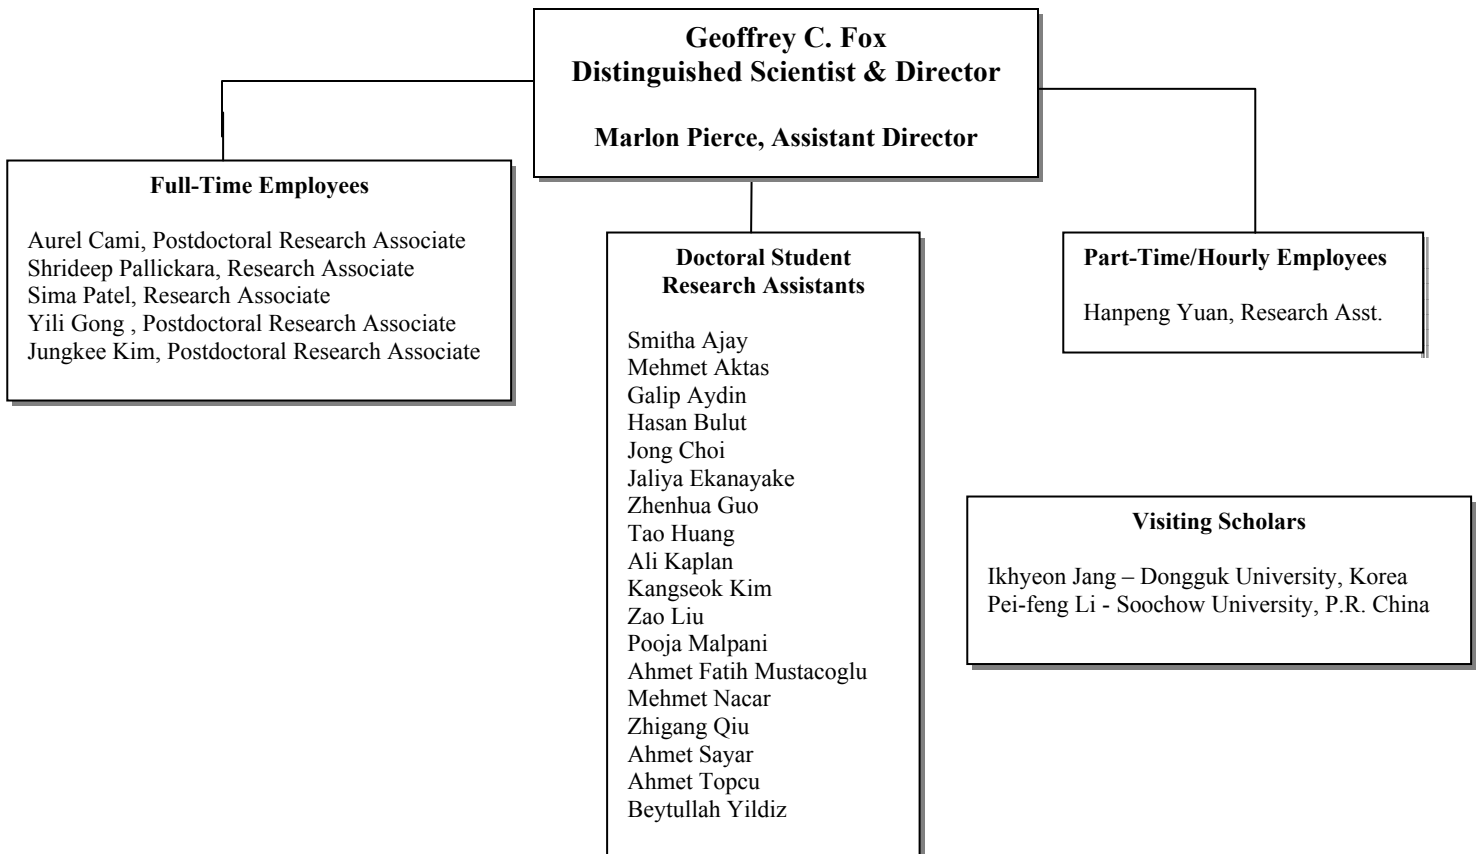 Geoffrey C. Fox
Distinguished Scientist & Director
Marlon Pierce, Assistant Director
Full-Time Employees
Aurel Cami, Postdoctoral Research Associate
Shrideep Pallickara, Research Associate
Sima Patel, Research Associate
Yili Gong , Postdoctoral Research Associate
Jungkee Kim, Postdoctoral Research Associate
Doctoral Student
Research Assistants
Smitha Ajay
Mehmet Aktas
Galip Aydin
Hasan Bulut
Jong Choi
Jaliya Ekanayake
Zhenhua Guo
Tao Huang
Ali Kaplan
Kangseok Kim
Zao Liu
Pooja Malpani
Ahmet Fatih Mustacoglu
Mehmet Nacar
Zhigang Qiu
Ahmet Sayar
Ahmet Topcu
Beytullah Yildiz
Part-Time/Hourly Employees
Hanpeng Yuan, Research Asst.
Visiting Scholars
Ikhyeon Jang – Dongguk University, Korea
Pei-feng Li - Soochow University, P.R. China